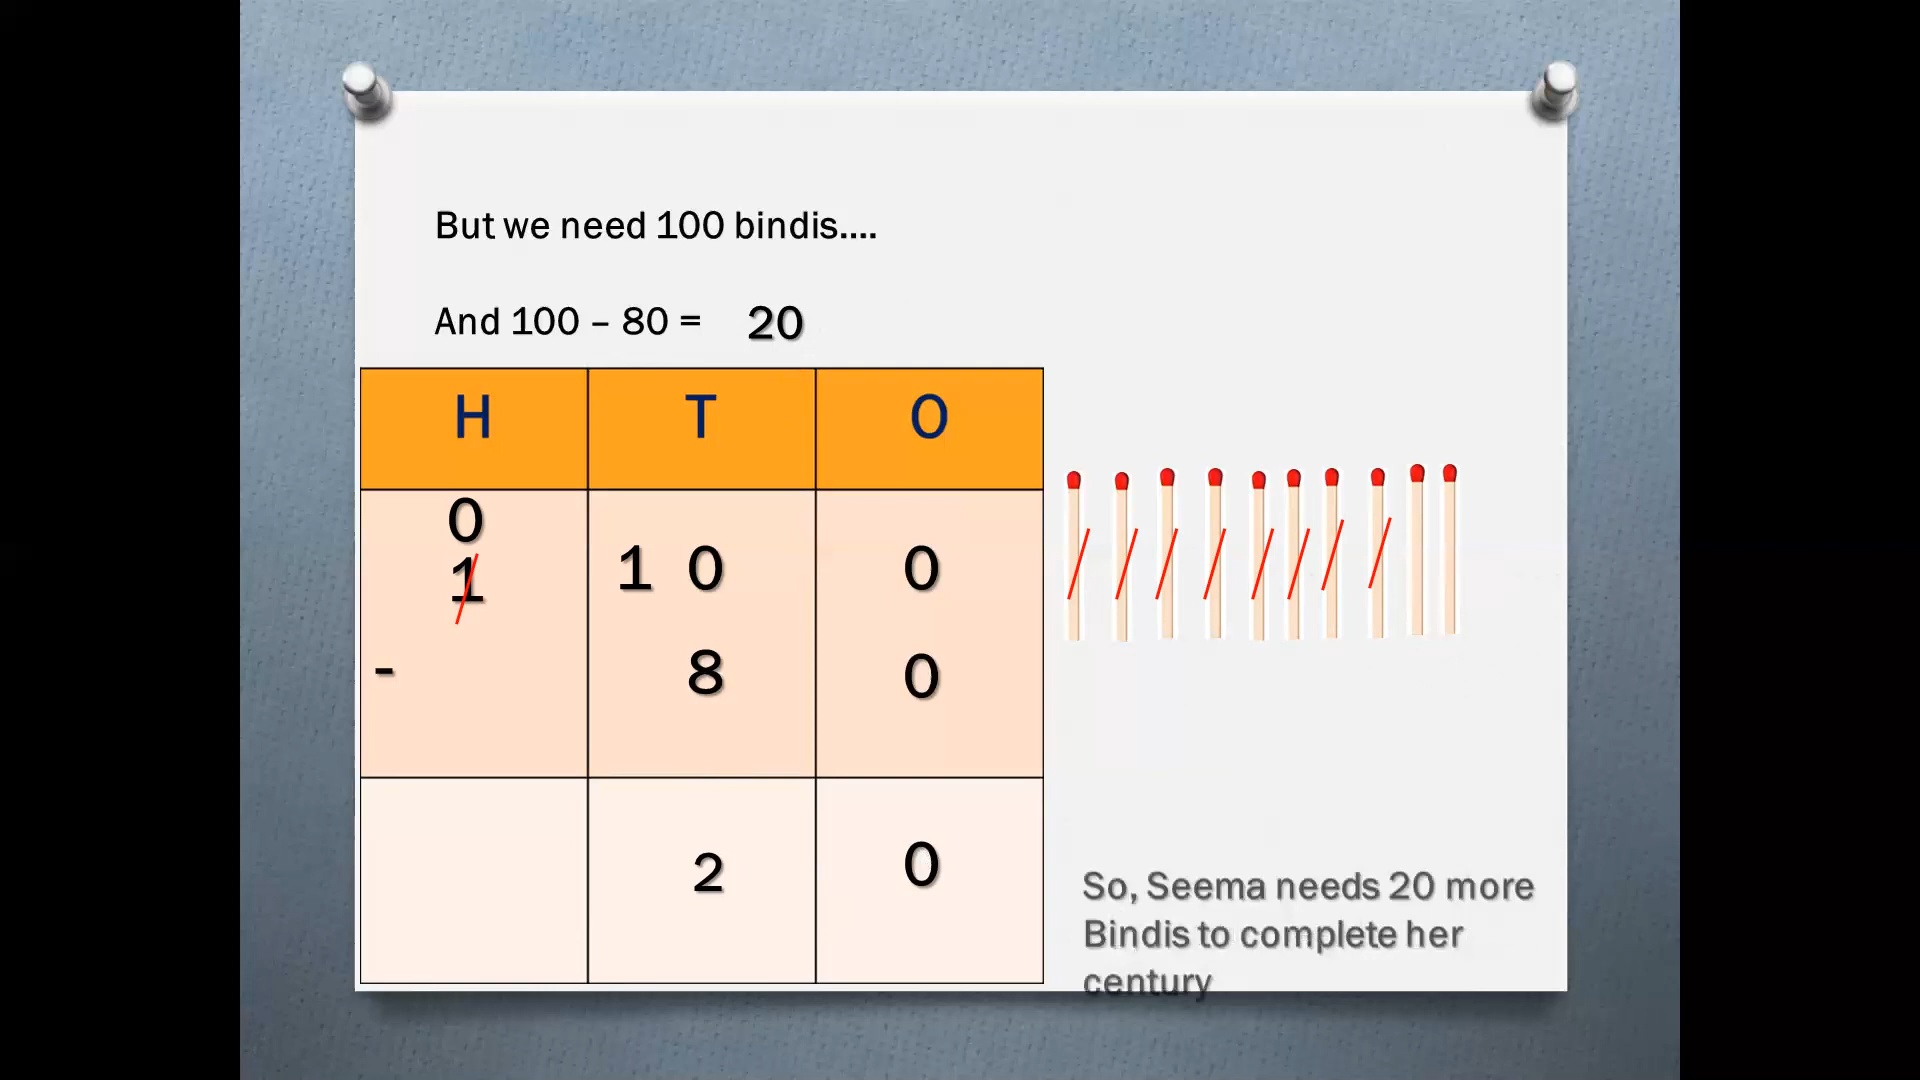 But we need 100 bindis....
And 100 – 80 = 20
H T O
0
1 1 0 0
- 8 0
2 0
So, Seema needs 20 more
Bindis to complete her
century